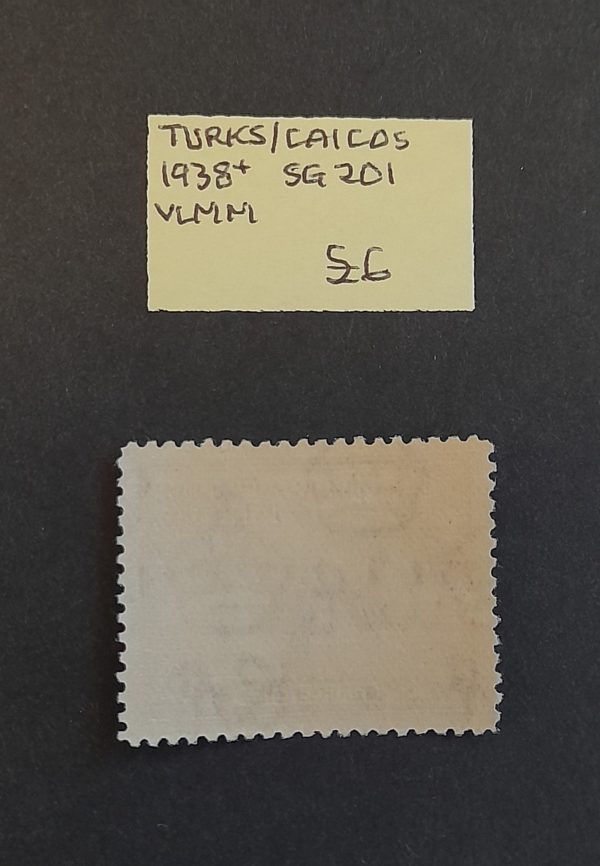 TURKS/CAICOS
1938+ SG 201
VLMM
£6